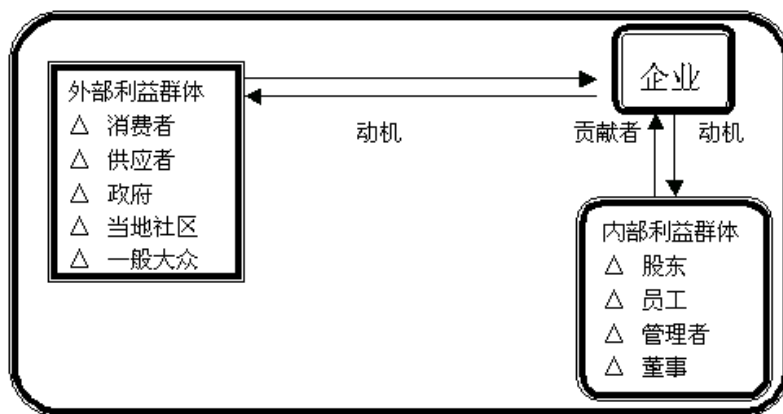 企业
外部利益群体
△ 消费者
△ 供应者
△ 政府
△ 当地社区
△ 一般大众
动机
贡献者
动机
内部利益群体
△ 股东
△ 员工
△ 管理者
△ 董事